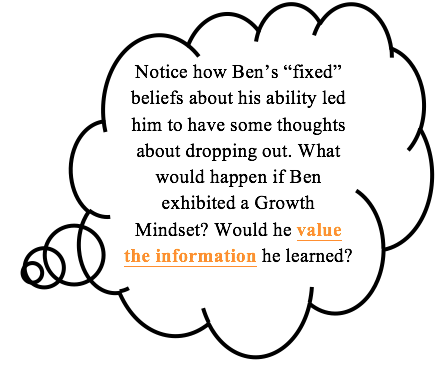 Notice how Ben’s “fixed”
beliefs about his ability led
him to have some thoughts
about dropping out. What
would happen if Ben
exhibited a Growth
Mindset? Would he value
the information he learned?